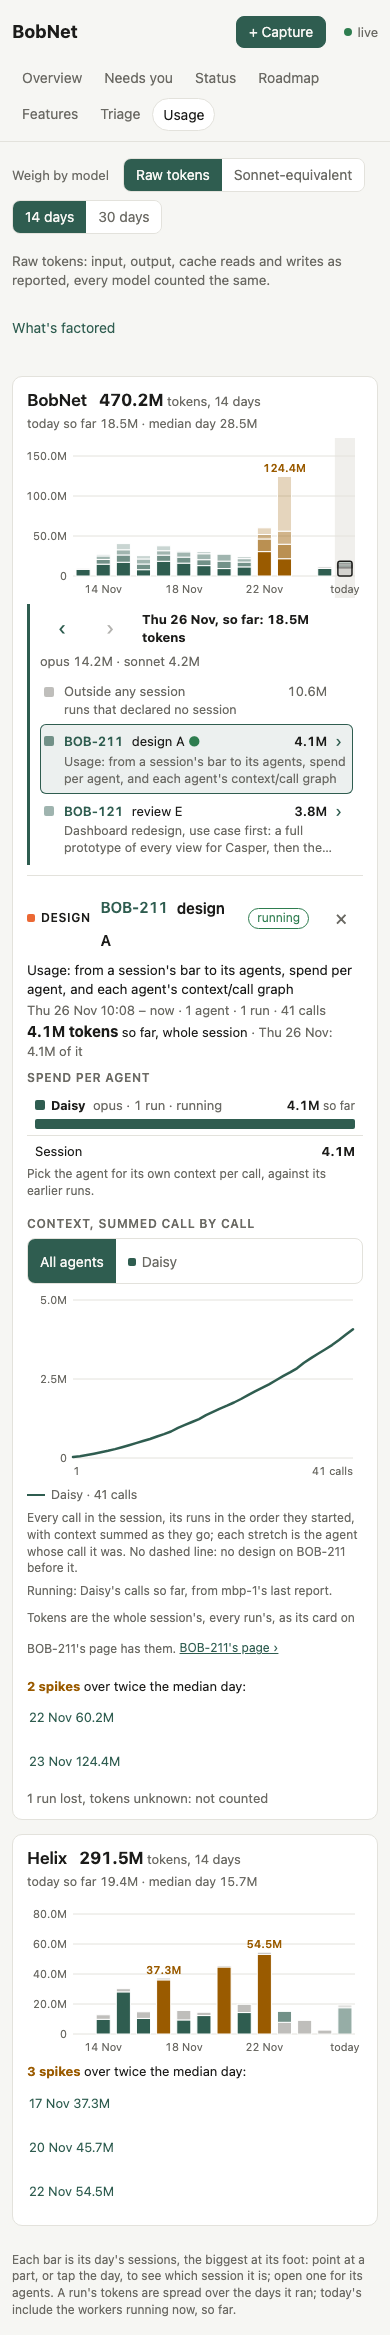 BobNet
+ Capture
live
Overview
Needs you
Status
Roadmap
Features
Triage
Usage
Weigh by model
Raw tokens
Sonnet-equivalent
14 days
30 days
Raw tokens: input, output, cache reads and writes as
reported, every model counted the same.
What's factored
BobNet 470.2M tokens, 14 days
today so far 18.5M · median day 28.5M
150.0M
124.4M
100.0M
50.0M
0
14 Nov
18 Nov
22 Nov
today
‹
›
Thu 26 Nov, so far: 18.5M
tokens
opus 14.2M · sonnet 4.2M
Outside any session
10.6M
runs that declared no session
BOB-211 design A
4.1M ›
Usage: from a session's bar to its agents, spend
per agent, and each agent's context/call graph
BOB-121 review E
3.8M ›
Dashboard redesign, use case first: a full
prototype of every view for Casper, then the…
DESIGN
BOB-211 design
A
running
×
Usage: from a session's bar to its agents, spend per
agent, and each agent's context/call graph
Thu 26 Nov 10:08 – now · 1 agent · 1 run · 41 calls
4.1M tokens so far, whole session · Thu 26 Nov:
4.1M of it
SPEND PER AGENT
Daisy opus · 1 run · running
4.1M so far
Session
4.1M
Pick the agent for its own context per call, against its
earlier runs.
CONTEXT, SUMMED CALL BY CALL
All agents
Daisy
5.0M
2.5M
0
1
41 calls
Daisy · 41 calls
Every call in the session, its runs in the order they started,
with context summed as they go; each stretch is the agent
whose call it was. No dashed line: no design on BOB-211
before it.
Running: Daisy's calls so far, from mbp-1's last report.
Tokens are the whole session's, every run's, as its card on
BOB-211's page has them. BOB-211's page ›
2 spikes over twice the median day:
22 Nov 60.2M
23 Nov 124.4M
1 run lost, tokens unknown: not counted
Helix 291.5M tokens, 14 days
today so far 19.4M · median day 15.7M
80.0M
60.0M
54.5M
40.0M
37.3M
20.0M
0
14 Nov
18 Nov
22 Nov
today
3 spikes over twice the median day:
17 Nov 37.3M
20 Nov 45.7M
22 Nov 54.5M
Each bar is its day's sessions, the biggest at its foot: point at a
part, or tap the day, to see which session it is; open one for its
agents. A run's tokens are spread over the days it ran; today's
include the workers running now, so far.